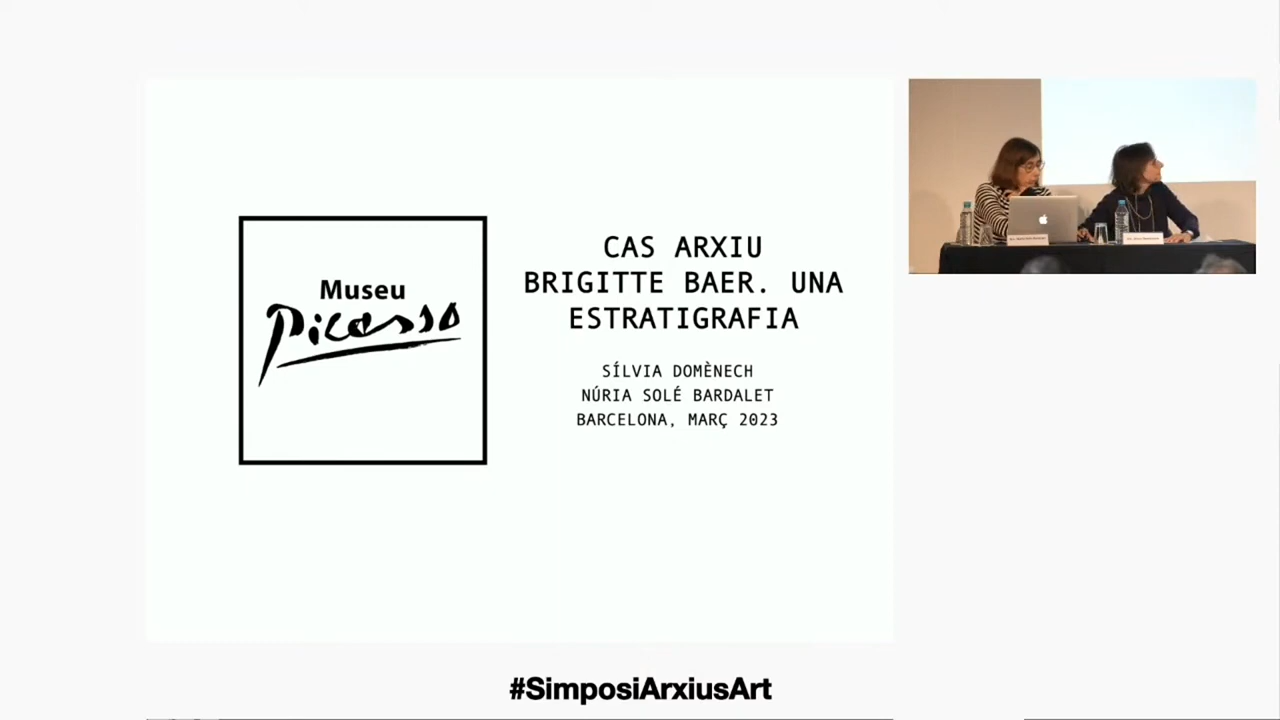 Museu
Picasso
CAS ARXIU
BRIGITTE BAER. UNA
ESTRATIGRAFIA
SÍLVIA DOMÈNECH
NÚRIA SOLÉ BARDALET
BARCELONA, MARÇ 2023
#SimposiArxiusArt